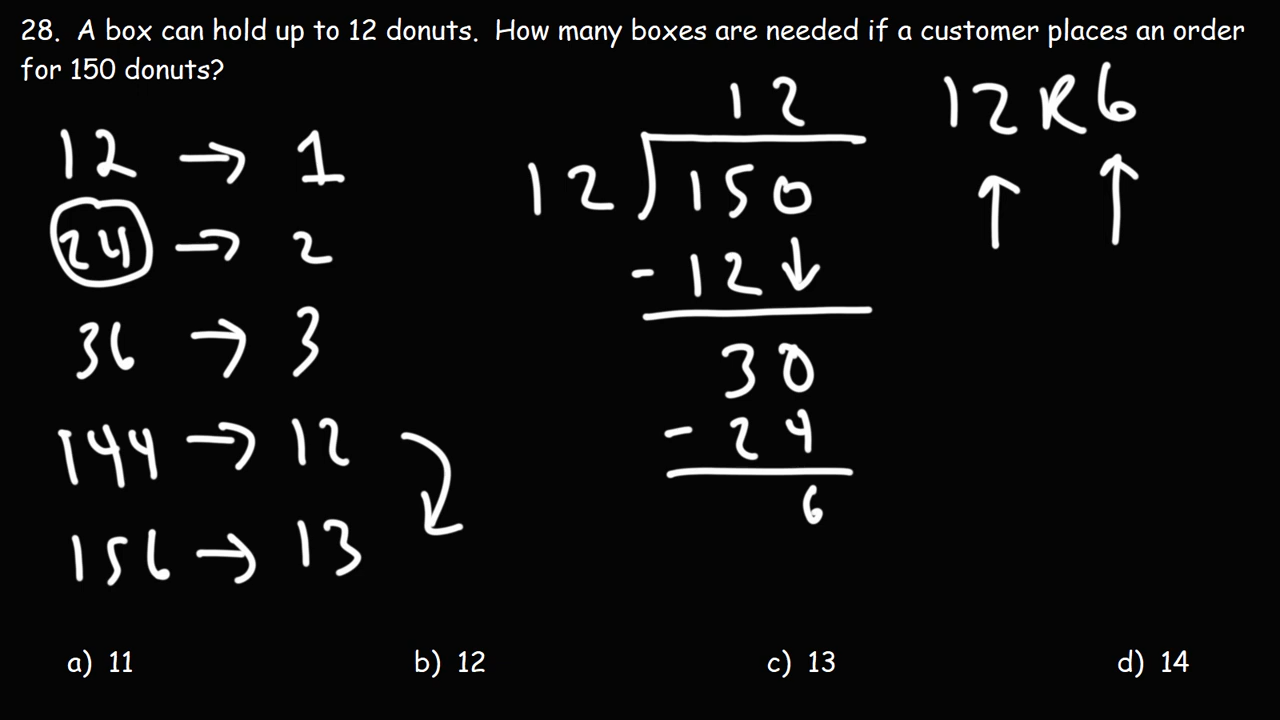 28. A box can hold up to 12 donuts. How many boxes are needed if a customer places an order
for 150 donuts?
12 → 1
24 → 2
36 → 3
144 → 12
156 → 13
12
12 150
- 12 ↓
30
- 24
6
12 R 6
↑ ↑
a) 11 b) 12 c) 13 d) 14